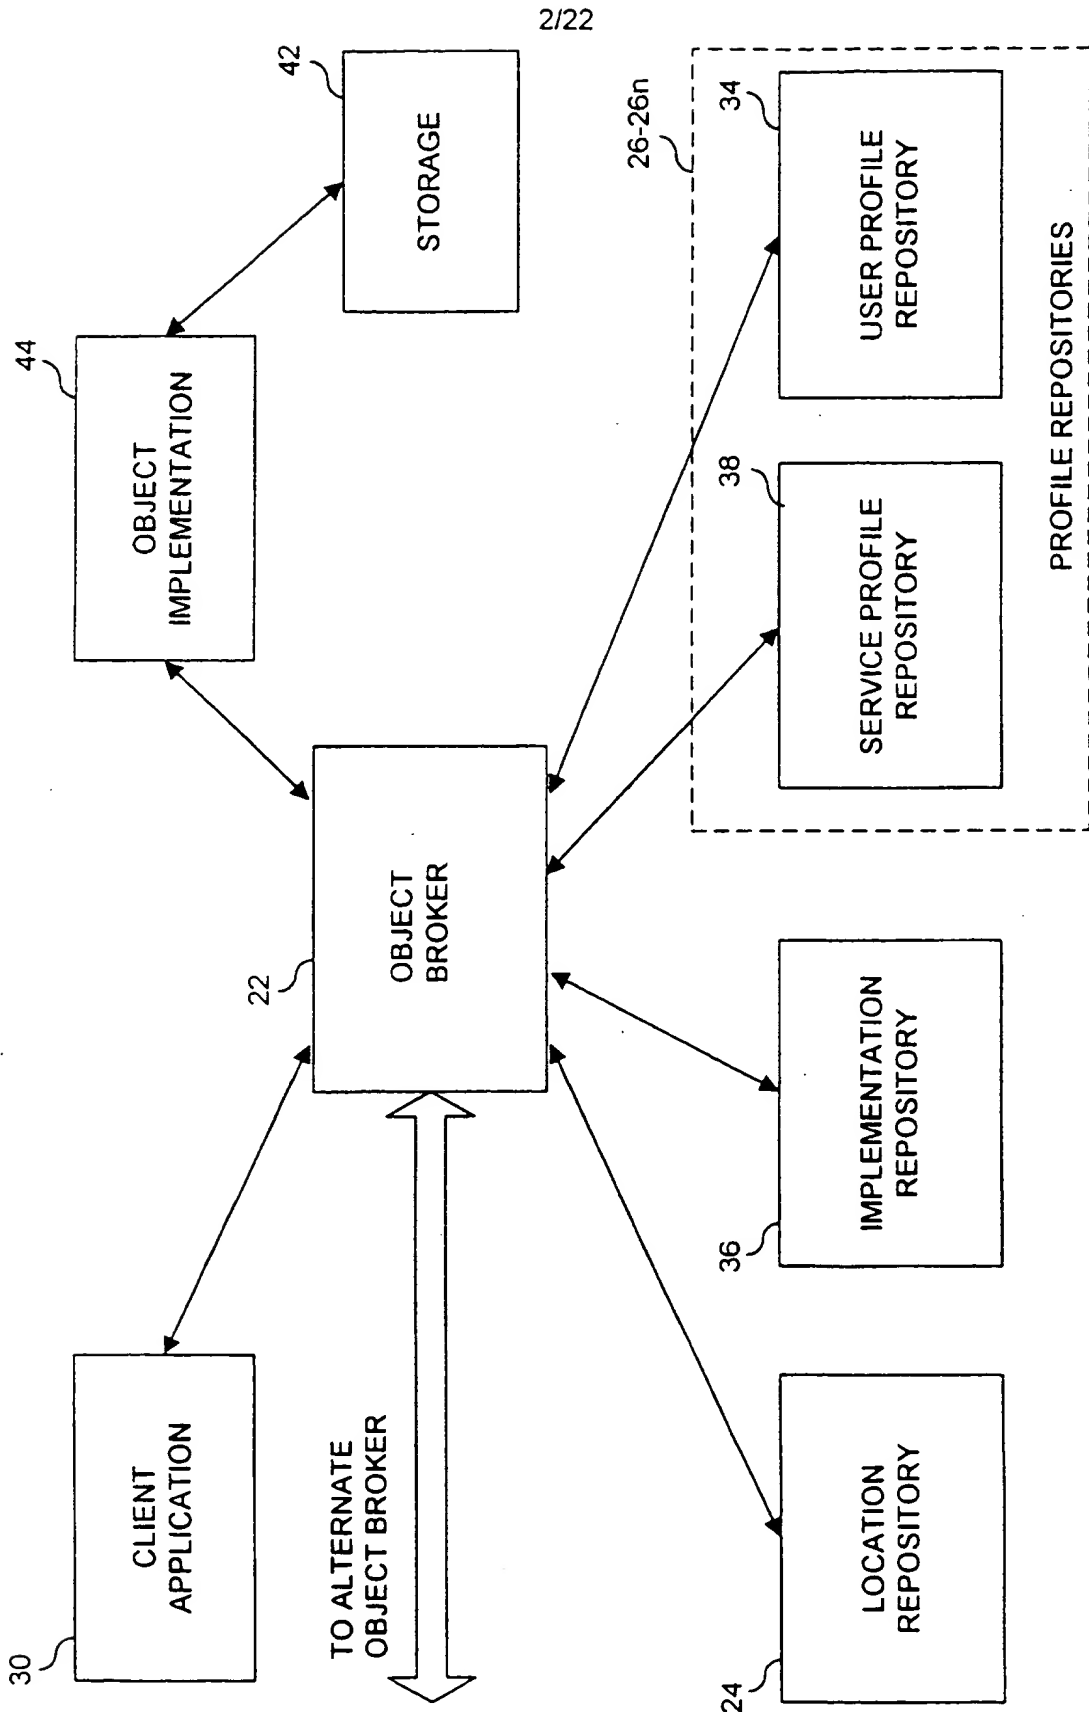 2/22
30
CLIENT
APPLICATION
44
OBJECT
IMPLEMENTATION
42
STORAGE
TO ALTERNATE
OBJECT BROKER
22
OBJECT
BROKER
26-26n
24
LOCATION
REPOSITORY
36
IMPLEMENTATION
REPOSITORY
38
SERVICE PROFILE
REPOSITORY
34
USER PROFILE
REPOSITORY
PROFILE REPOSITORIES